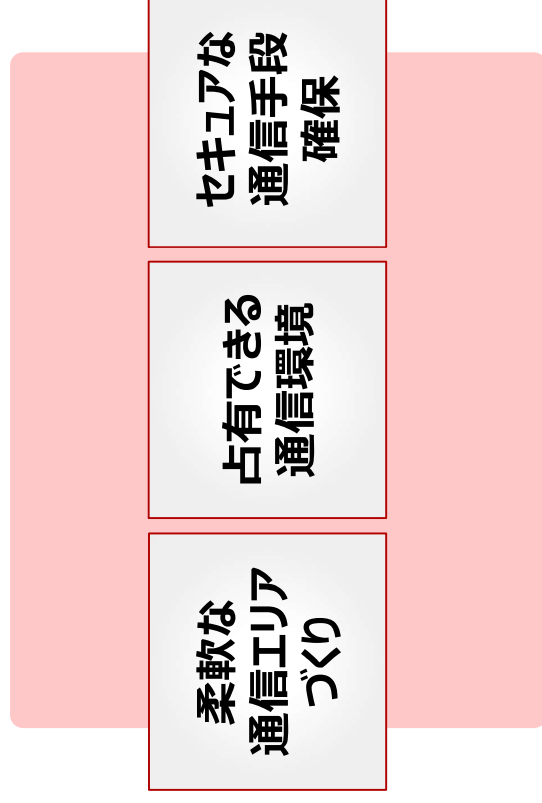 柔軟な
通信エリア
づくり
占有できる
通信環境
セキュアな
通信手段
確保